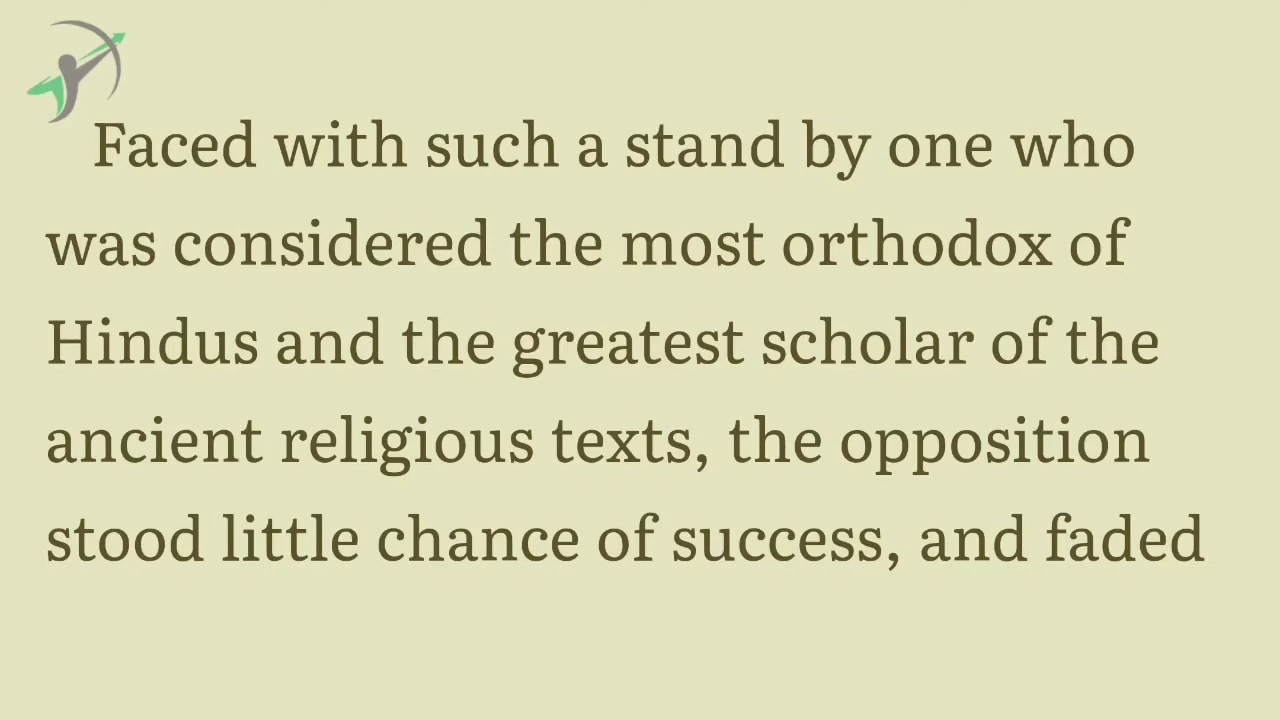 Faced with such a stand by one who
was considered the most orthodox of
Hindus and the greatest scholar of the
ancient religious texts, the opposition
stood little chance of success, and faded